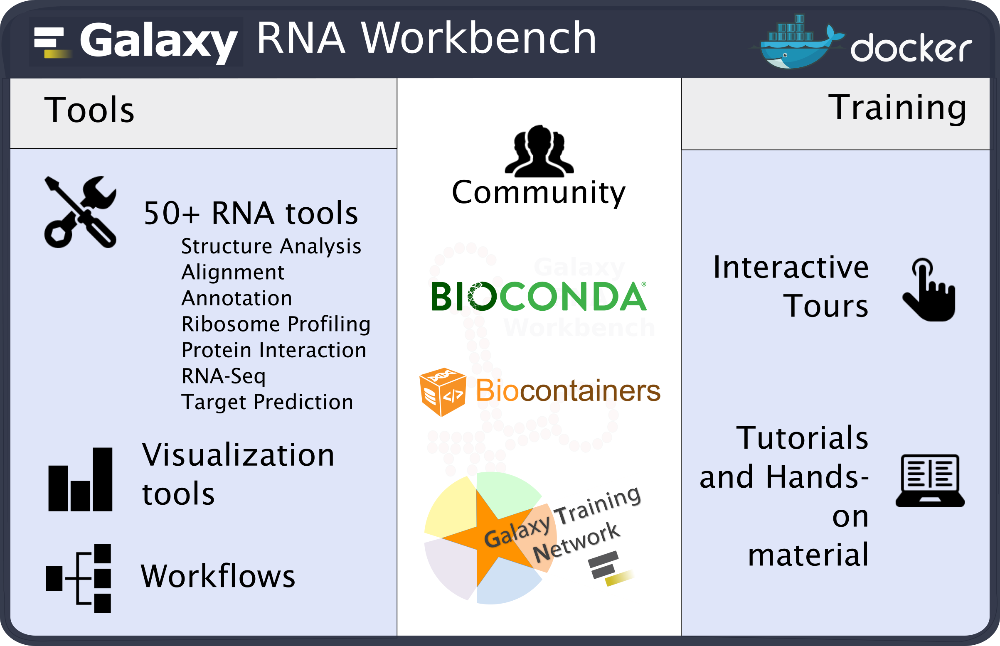 Galaxy RNA Workbench
docker
Tools
50+ RNA tools
Structure Analysis
Alignment
Annotation
Ribosome Profiling
Protein Interaction
RNA-Seq
Target Prediction
Visualization
tools
Workflows
Community
Galaxy
BIOCONDA®
Workbench
</>
Biocontainers
Galaxy Training
Network
Training
Interactive
Tours
Tutorials
and Hands-
on
material